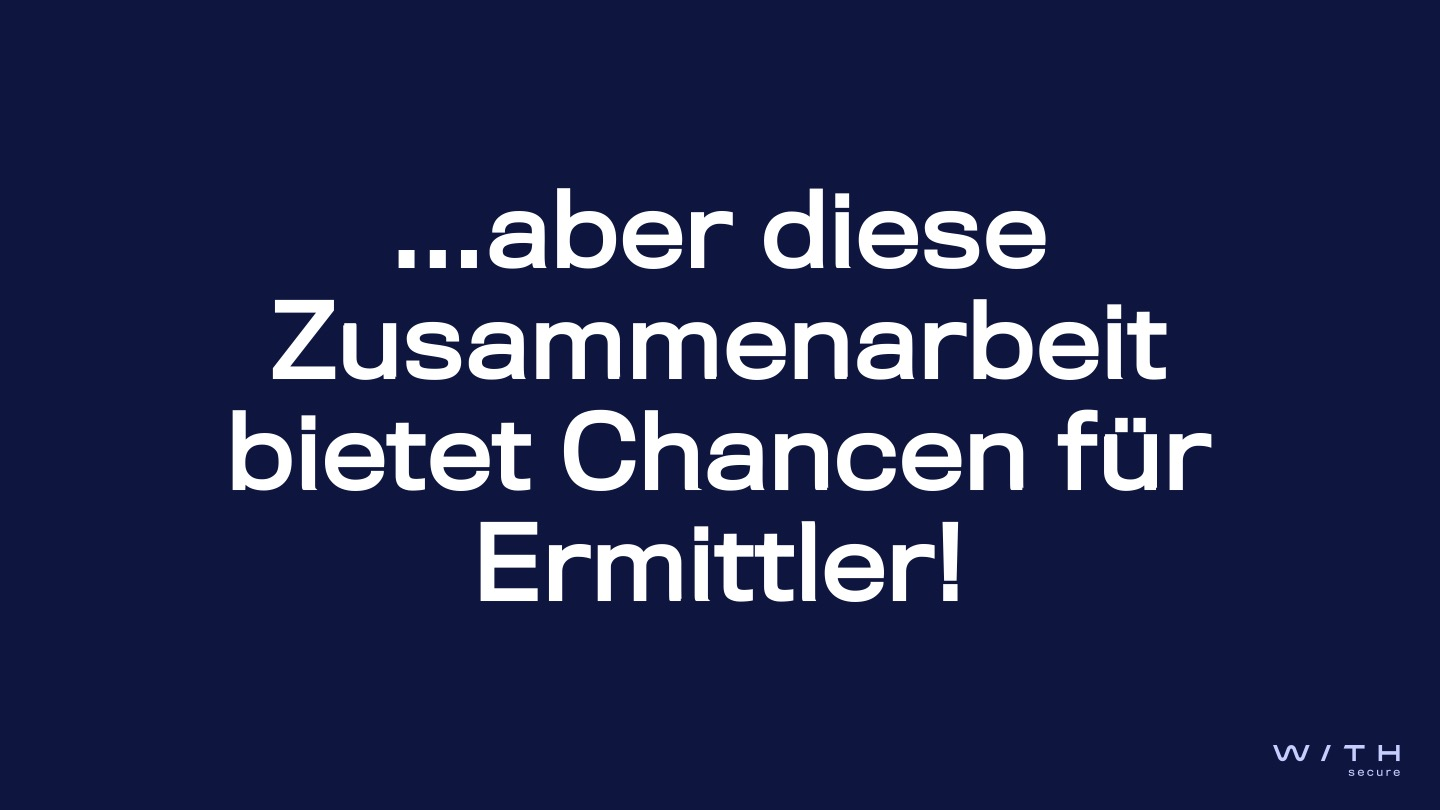 ...aber diese
Zusammenarbeit
bietet Chancen für
Ermittler!
W/TH
secure